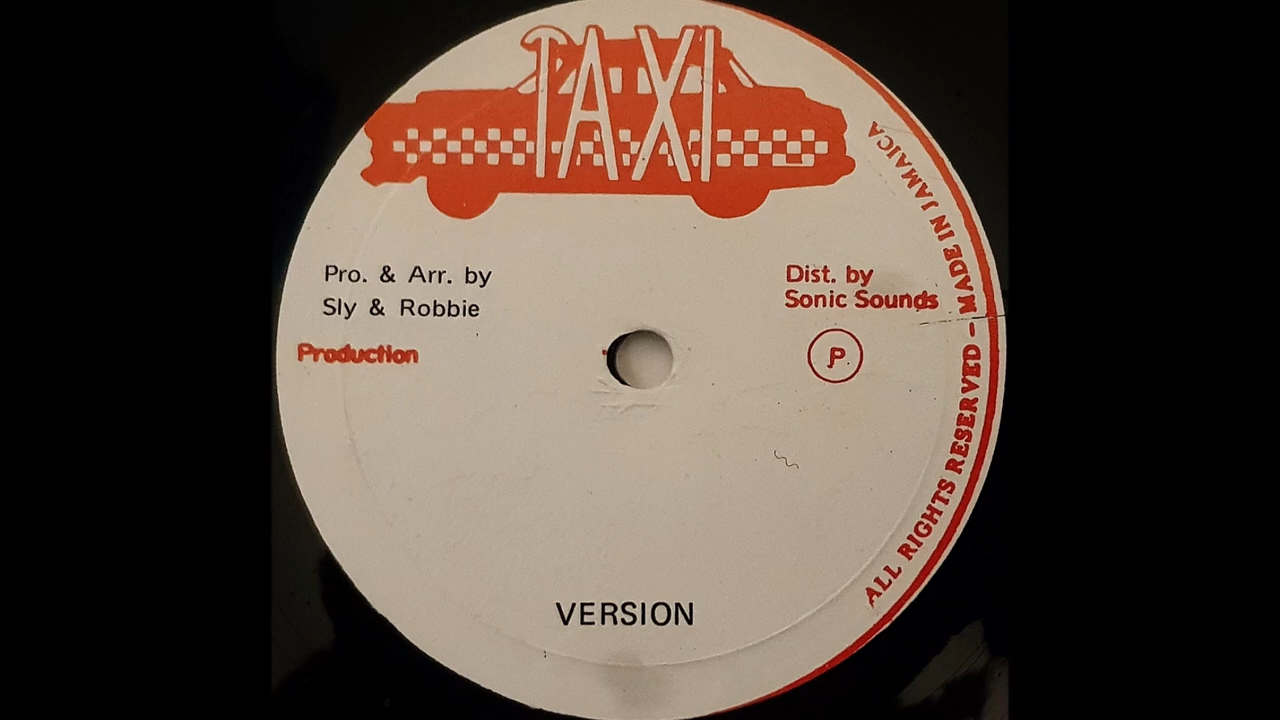 TAXI
Pro. & Arr. by
Sly & Robbie
Production
Dist. by
Sonic Sounds
P
ALL RIGHTS RESERVED - MADE IN JAMAICA
VERSION